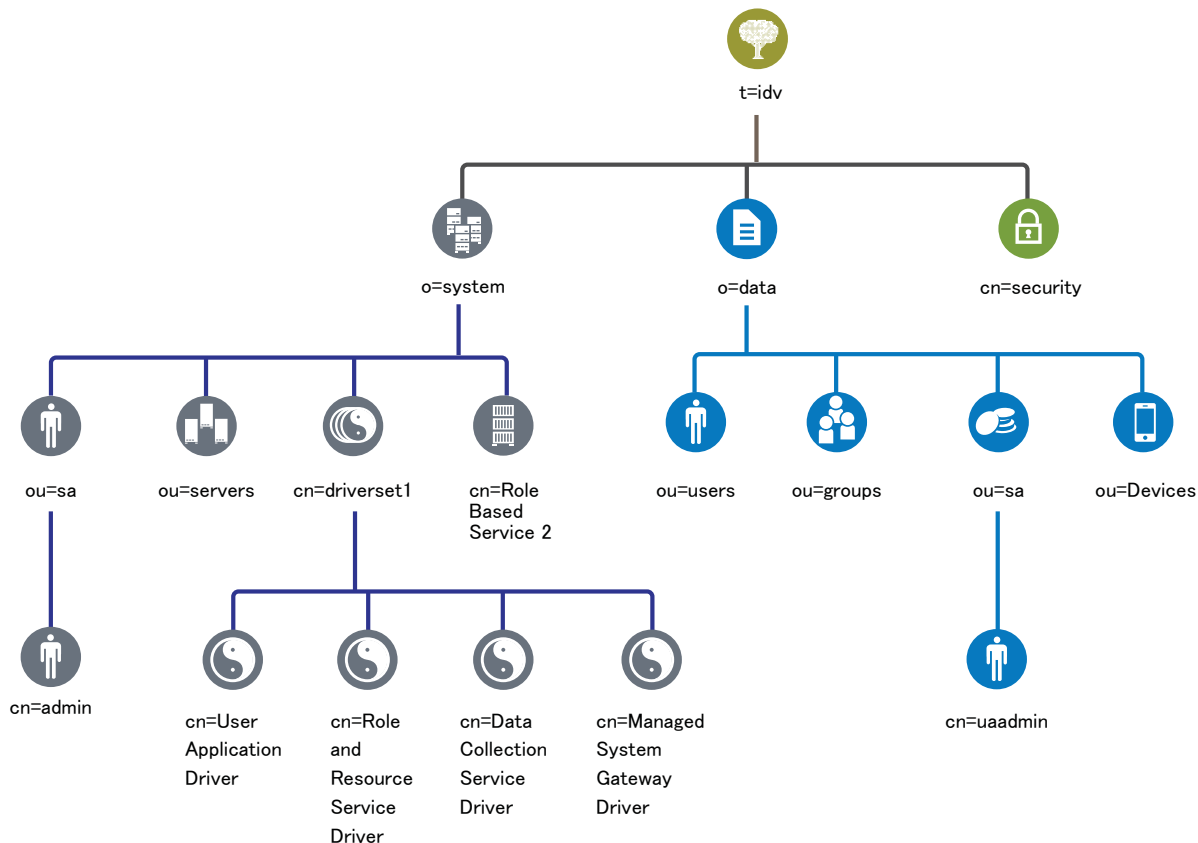 t=idv
o=system
o=data
cn=security
ou=sa
ou=servers
cn=driverset1
cn=Role
Based
Service 2
ou=users
ou=groups
ou=sa
ou=Devices
cn=admin
cn=User
Application
Driver
cn=Role
and
Resource
Service
Driver
cn=Data
Collection
Service
Driver
cn=Managed
System
Gateway
Driver
cn=uaadmin